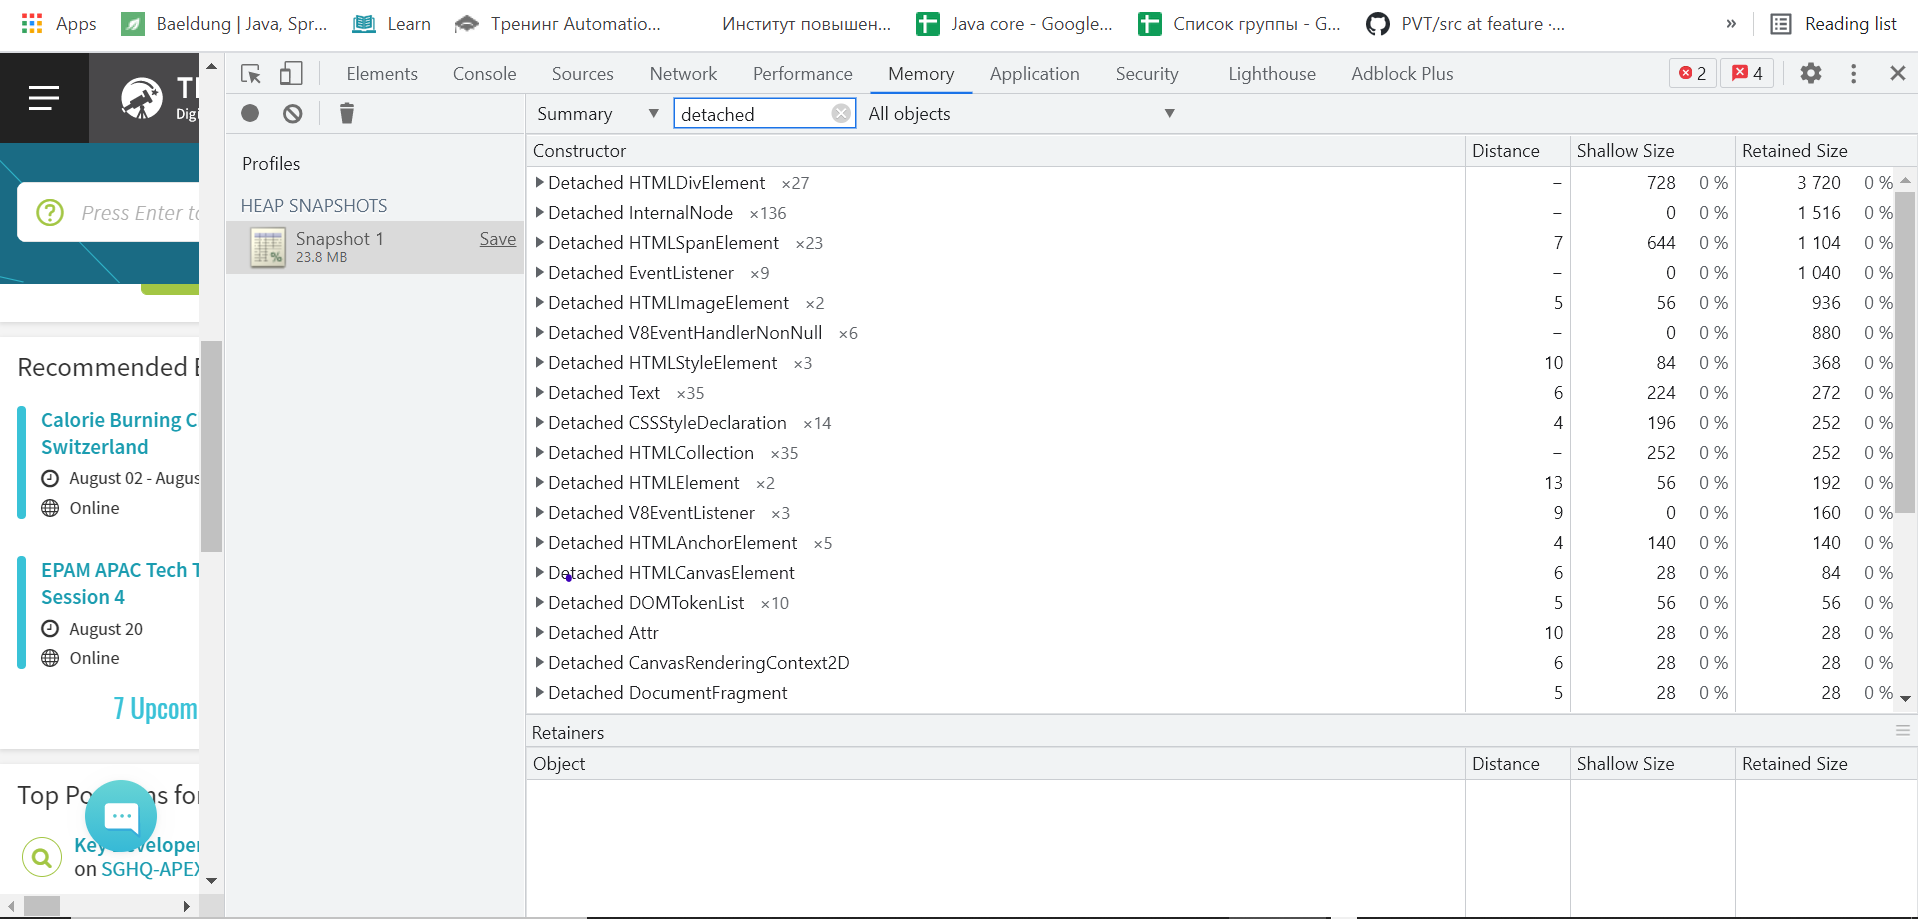 Apps
Baeldung | Java, Spr...
Learn
Тренинг Automatio...
Институт повышен...
Java core - Google...
Список группы - G...
PVT/src at feature ·...
»
Reading list
Elements
Console
Sources
Network
Performance
Memory
Application
Security
Lighthouse
Adblock Plus
2
4
Summary
detached
All objects
Digi
Press Enter to
Recommended
Calorie Burning C
Switzerland
August 02 - Augus
Online
EPAM APAC Tech T
Session 4
August 20
Online
7 Upcom
Top
for
Key
on SGHQ-APEX
Profiles
HEAP SNAPSHOTS
Snapshot 1
Save
23.8 MB
Constructor Distance Shallow Size Retained Size
Detached HTMLDivElement ×27 – 728 0 % 3 720 0 %
Detached InternalNode ×136 – 0 0 % 1 516 0 %
Detached HTMLSpanElement ×23 7 644 0 % 1 104 0 %
Detached EventListener ×9 – 0 0 % 1 040 0 %
Detached HTMLImageElement ×2 5 56 0 % 936 0 %
Detached V8EventHandlerNonNull ×6 – 0 0 % 880 0 %
Detached HTMLStyleElement ×3 10 84 0 % 368 0 %
Detached Text ×35 6 224 0 % 272 0 %
Detached CSSStyleDeclaration ×14 4 196 0 % 252 0 %
Detached HTMLCollection ×35 – 252 0 % 252 0 %
Detached HTMLElement ×2 13 56 0 % 192 0 %
Detached V8EventListener ×3 9 0 0 % 160 0 %
Detached HTMLAnchorElement ×5 4 140 0 % 140 0 %
Detached HTMLCanvasElement 6 28 0 % 84 0 %
Detached DOMTokenList ×10 5 56 0 % 56 0 %
Detached Attr 10 28 0 % 28 0 %
Detached CanvasRenderingContext2D 6 28 0 % 28 0 %
Detached DocumentFragment 5 28 0 % 28 0 %
Retainers
Object Distance Shallow Size Retained Size